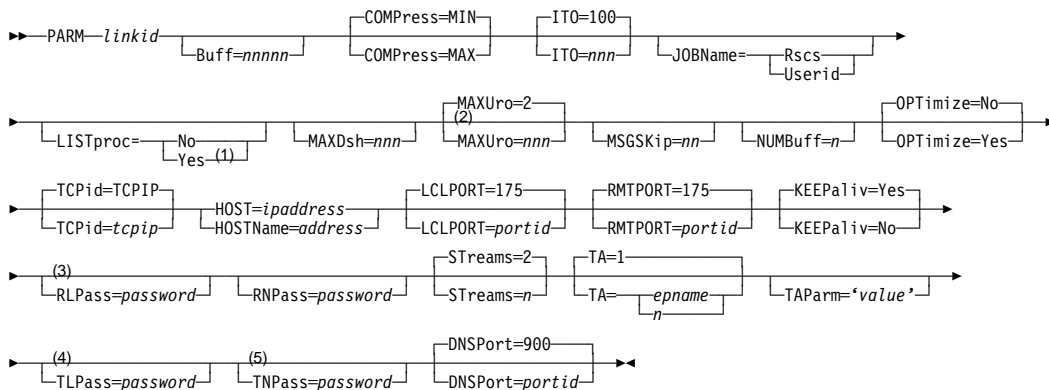 COMPress=MIN ITO=100
PARM linkid
Buff=nnnnn COMPress=MAX ITO=nnn JOBName= Rscs
Userid
MAXUro=2 OPTimize=No
(2)
LISTproc= No MAXDsh=nnn MAXUro=nnn MSGSKip=nn NUMBuff=n OPTimize=Yes
Yes (1)
TCPid=TCPIP LCLPORT=175 RMTPORT=175 KEEPaliv=Yes
HOST=ipaddress
TCPid=tcpip HOSTName=address LCLPORT=portid RMTPORT=portid KEEPaliv=No
STreams=2 TA=1
(3)
RLPass=password RNPass=password STreams=n TA= epname TAParm='value'
n
DNSPort=900
(4) (5)
TLPass=password TNPass=password DNSPort=portid